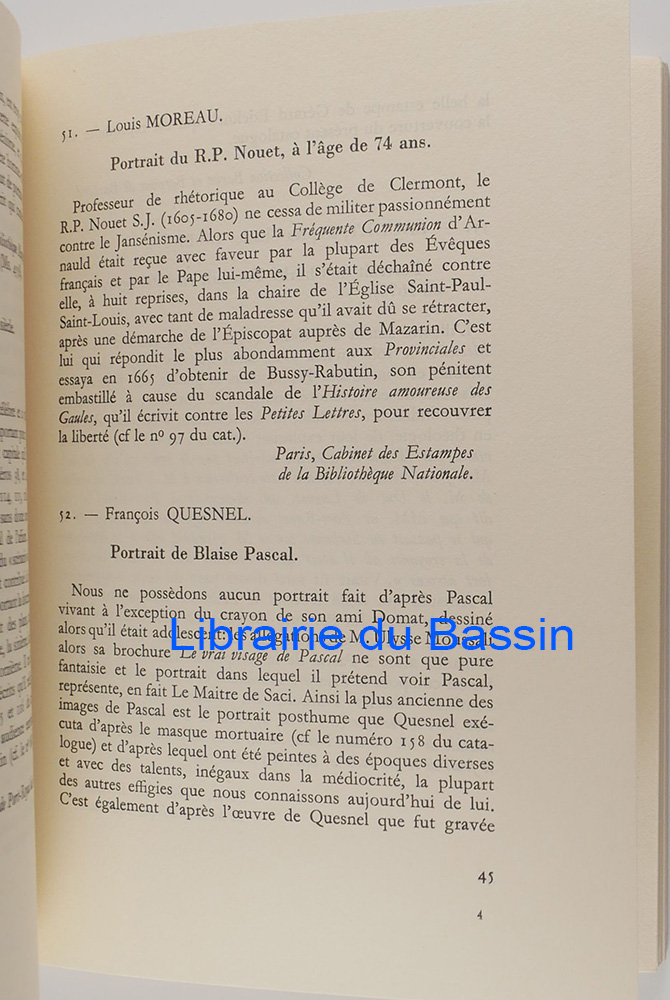 51. — Louis MOREAU.
Portrait du R.P. Nouet, à l'âge de 74 ans.
Professeur de rhétorique au Collège de Clermont, le
R.P. Nouet S.J. (1605-1680) ne cessa de militer passionnément
contre le Jansénisme. Alors que la Fréquente Communion d'Ar-
nauld était reçue avec faveur par la plupart des Évêques
français et par le Pape lui-même, il s'était déchaîné contre
elle, à huit reprises, dans la chaire de l'Église Saint-Paul-
Saint-Louis, avec tant de maladresse qu'il avait dû se rétracter,
après une démarche de l'Épiscopat auprès de Mazarin. C'est
lui qui répondit le plus abondamment aux Provinciales et
essaya en 1665 d'obtenir de Bussy-Rabutin, son pénitent
embastillé à cause du scandale de l'Histoire amoureuse des
Gaules, qu'il écrivit contre les Petites Lettres, pour recouvrer
la liberté (cf le nº 97 du cat.).
Paris, Cabinet des Estampes
de la Bibliothèque Nationale.
52. — François QUESNEL.
Portrait de Blaise Pascal.
Nous ne possèdons aucun portrait fait d'après Pascal
vivant à l'exception du crayon de son ami Domat, dessiné
alors qu'il était adolescent: les allégations de M. Ulysse
Librairie du Bassin
alors sa brochure Le vrai visage de Pascal ne sont que pure
fantaisie et le portrait dans lequel il prétend voir Pascal,
représente, en fait Le Maitre de Saci. Ainsi la plus ancienne des
images de Pascal est le portrait posthume que Quesnel exé-
cuta d'après le masque mortuaire (cf le numéro 158 du cata-
logue) et d'après lequel ont été peintes à des époques diverses
et avec des talents, inégaux dans la médiocrité, la plupart
des autres effigies que nous connaissons aujourd'hui de lui.
C'est également d'après l'œuvre de Quesnel que fut gravée
45
4